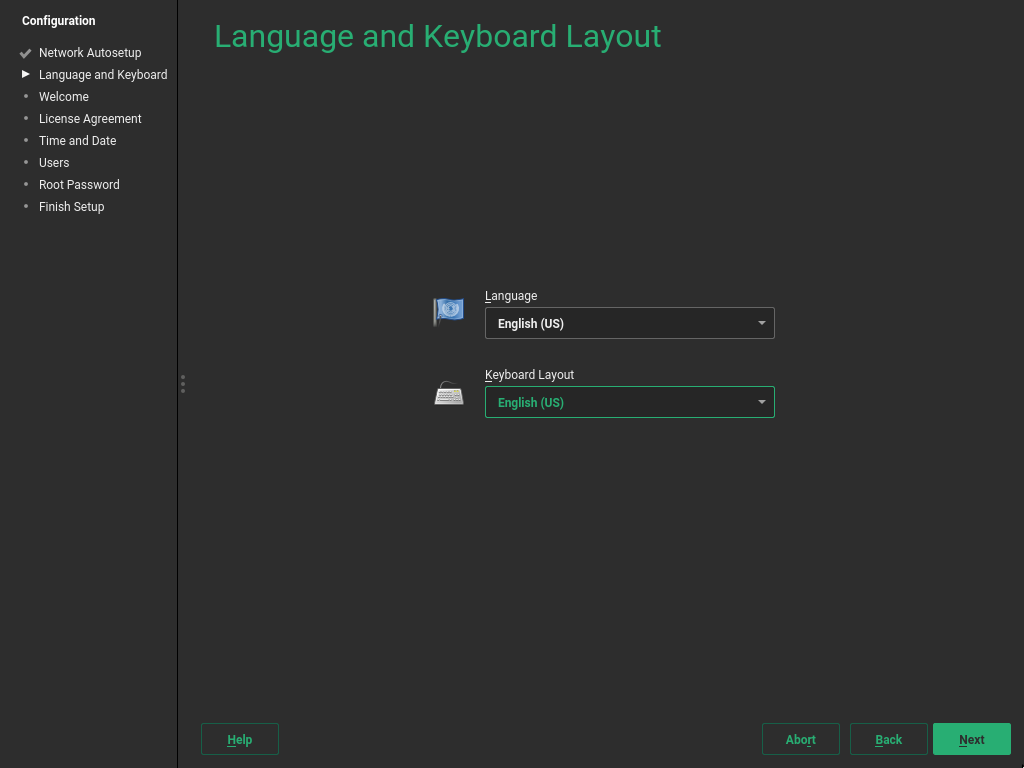 Configuration
Network Autosetup
Language and Keyboard
Welcome
License Agreement
Time and Date
Users
Root Password
Finish Setup
Language and Keyboard Layout
Language
English (US)
Keyboard Layout
English (US)
Help
Abort
Back
Next